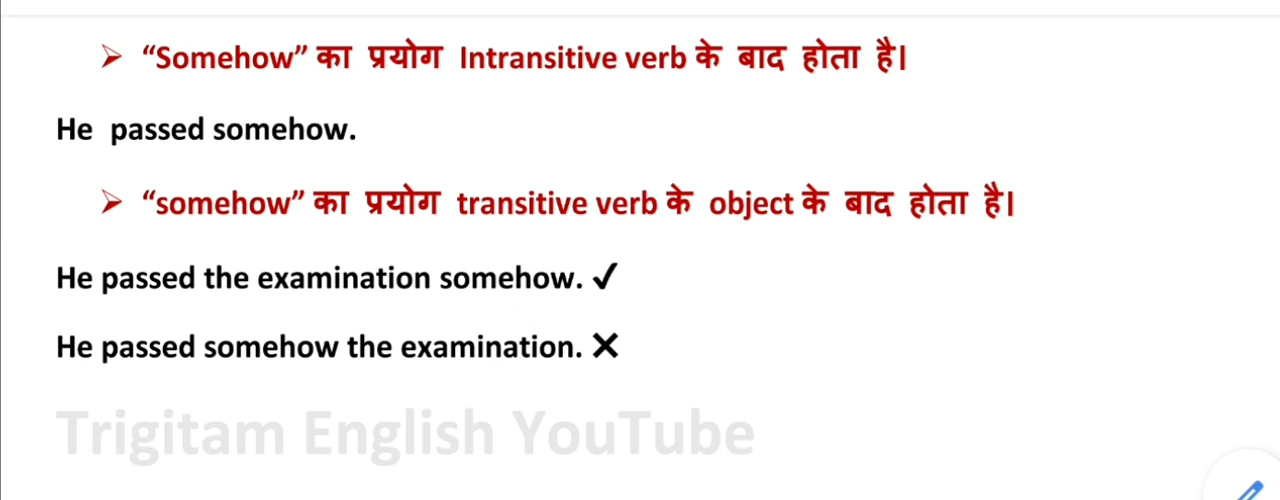 ➢ “Somehow” का प्रयोग Intransitive verb के बाद होता है।
He passed somehow.
➢ “somehow” का प्रयोग transitive verb के object के बाद होता है।
He passed the examination somehow. ✓
He passed somehow the examination. ✕
Trigitam English YouTube